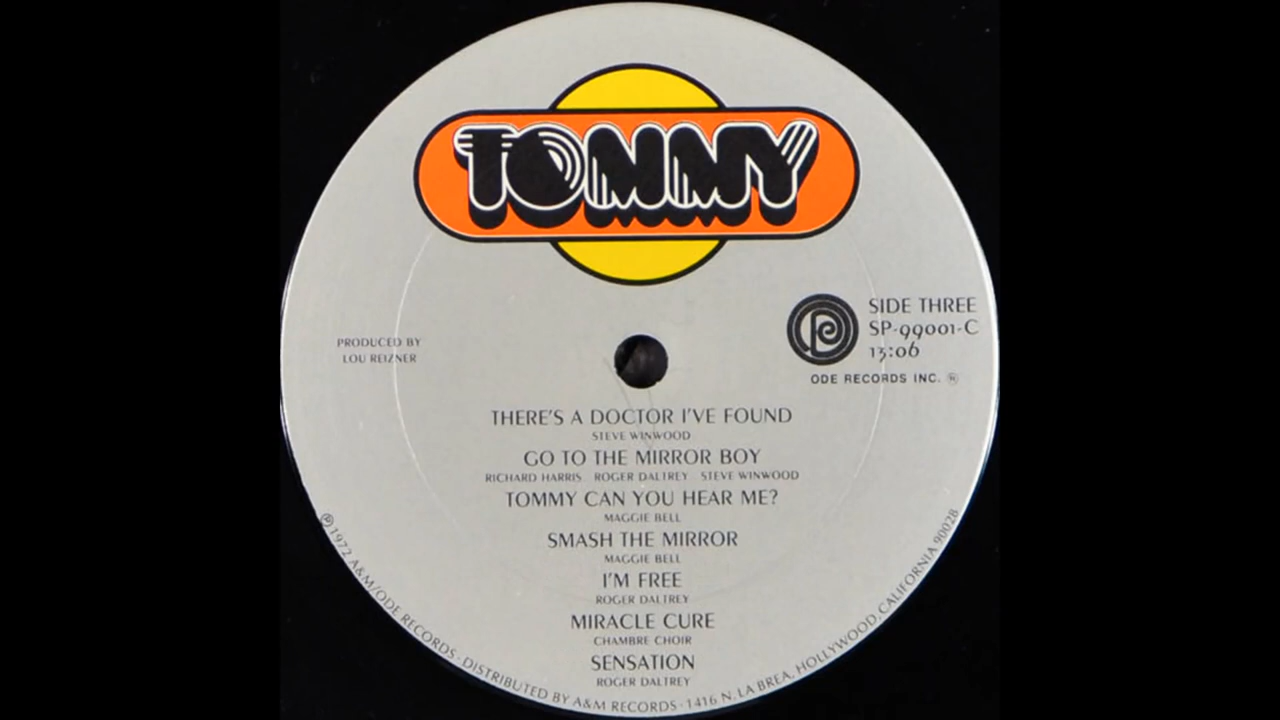 TOMMY
SIDE THREE
SP-99001-C
13:06
ODE RECORDS INC. ®
PRODUCED BY
LOU REIZNER
THERE'S A DOCTOR I'VE FOUND
STEVE WINWOOD
GO TO THE MIRROR BOY
RICHARD HARRIS ROGER DALTREY STEVE WINWOOD
TOMMY CAN YOU HEAR ME?
MAGGIE BELL
SMASH THE MIRROR
MAGGIE BELL
I'M FREE
ROGER DALTREY
MIRACLE CURE
CHAMBRE CHOIR
SENSATION
ROGER DALTREY
℗1972 A&M/ODE RECORDS · DISTRIBUTED BY A&M RECORDS · 1416 N. LA BREA, HOLLYWOOD, CALIFORNIA 90028